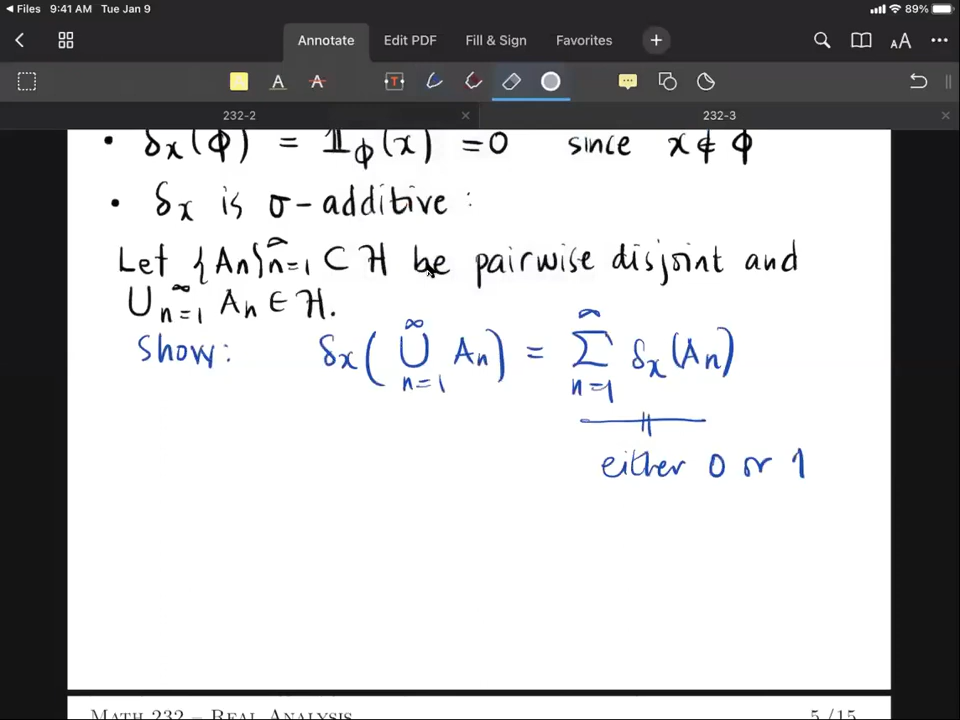 Files 9:41 AM Tue Jan 9 89%
Annotate Edit PDF Fill & Sign Favorites
232-2 232-3
• δx(φ) = 𝟙φ(x) = 0 since x ∉ φ
• δx is σ-additive :
Let {An}∞n=1 ⊂ ℋ be pairwise disjoint and
∪∞n=1 An ∈ ℋ.
Show: δx(∪∞n=1 An) = ∑∞n=1 δx(An)
either 0 or 1
MATH 232 – REAL ANALYSIS 5 / 15